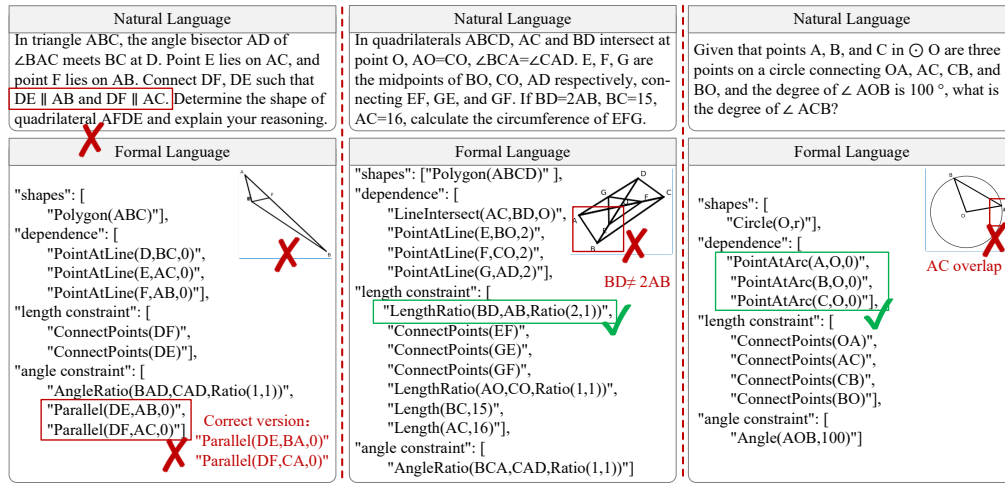 Natural Language
In triangle ABC, the angle bisector AD of
∠BAC meets BC at D. Point E lies on AC, and
point F lies on AB. Connect DF, DE such that
DE ∥ AB and DF ∥ AC. Determine the shape of
quadrilateral AFDE and explain your reasoning.
Formal Language
"shapes": [
"Polygon(ABC)"],
"dependence": [
"PointAtLine(D,BC,0)",
"PointAtLine(E,AC,0)",
"PointAtLine(F,AB,0)"],
"length constraint": [
"ConnectPoints(DF)",
"ConnectPoints(DE)"],
"angle constraint": [
"AngleRatio(BAD,CAD,Ratio(1,1))",
"Parallel(DE,AB,0)",
"Parallel(DF,AC,0)"]
Correct version:
"Parallel(DE,BA,0)"
"Parallel(DF,CA,0)"
Natural Language
In quadrilaterals ABCD, AC and BD intersect at
point O, AO=CO, ∠BCA=∠CAD. E, F, G are
the midpoints of BO, CO, AD respectively, con-
necting EF, GE, and GF. If BD=2AB, BC=15,
AC=16, calculate the circumference of EFG.
Formal Language
"shapes": ["Polygon(ABCD)" ],
"dependence": [
"LineIntersect(AC,BD,O)",
"PointAtLine(E,BO,2)",
"PointAtLine(F,CO,2)",
"PointAtLine(G,AD,2)"],
"length constraint": [
"LengthRatio(BD,AB,Ratio(2,1))",
"ConnectPoints(EF)",
"ConnectPoints(GE)",
"ConnectPoints(GF)",
"LengthRatio(AO,CO,Ratio(1,1))",
"Length(BC,15)",
"Length(AC,16)"],
"angle constraint": [
"AngleRatio(BCA,CAD,Ratio(1,1))"]
D
G
C
F
A
B
BD≠ 2AB
Natural Language
Given that points A, B, and C in ⊙ O are three
points on a circle connecting OA, AC, CB, and
BO, and the degree of ∠ AOB is 100 °, what is
the degree of ∠ ACB?
Formal Language
"shapes": [
"Circle(O,r)"],
"dependence": [
"PointAtArc(A,O,0)",
"PointAtArc(B,O,0)",
"PointAtArc(C,O,0)"],
"length constraint": [
"ConnectPoints(OA)",
"ConnectPoints(AC)",
"ConnectPoints(CB)",
"ConnectPoints(BO)"],
"angle constraint": [
"Angle(AOB,100)"]
B
O
AC overlap